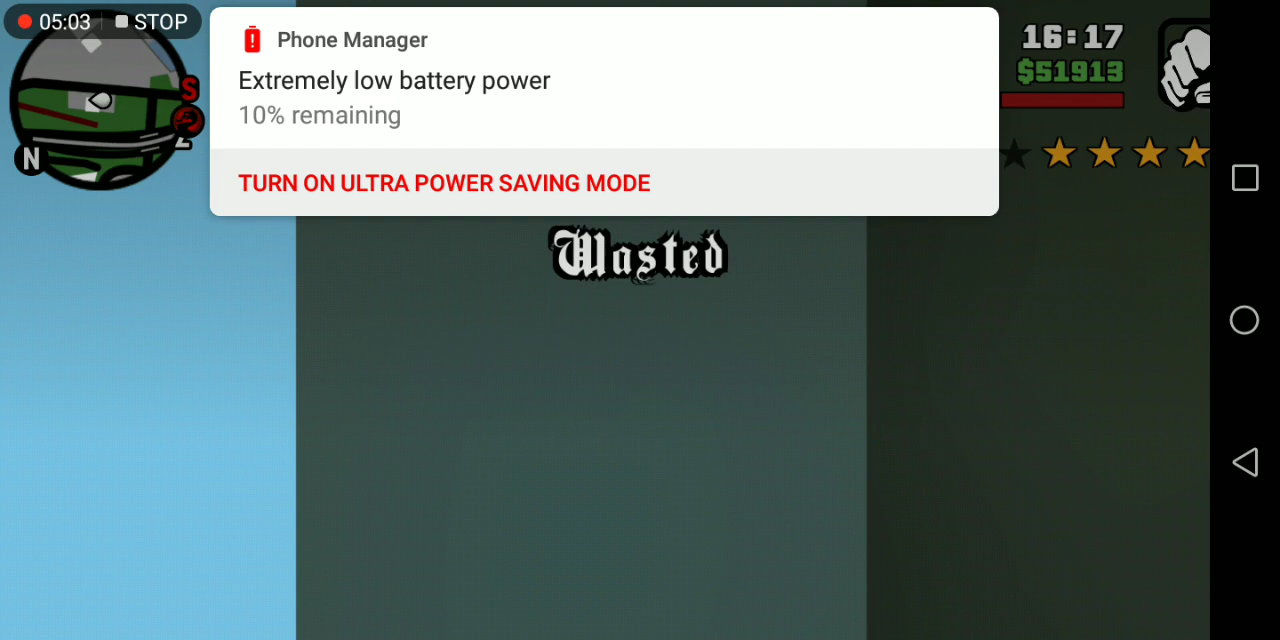 05:03 STOP
Phone Manager
Extremely low battery power
10% remaining
TURN ON ULTRA POWER SAVING MODE
16:17
$51913
S
N
Wasted